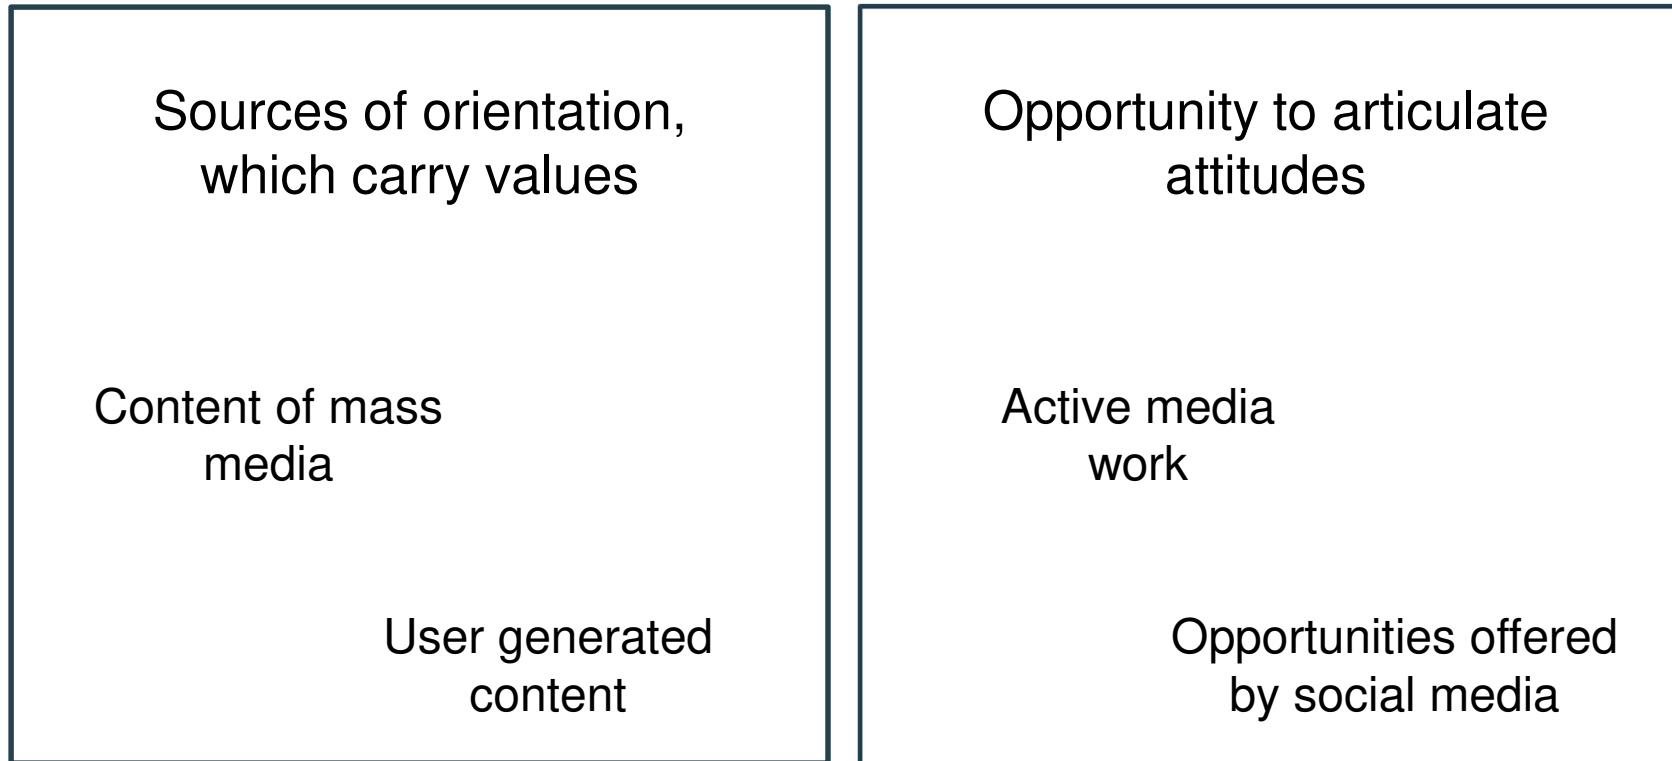 Sources of orientation,
which carry values
Content of mass
media
User generated
content
Opportunity to articulate
attitudes
Active media
work
Opportunities offered
by social media